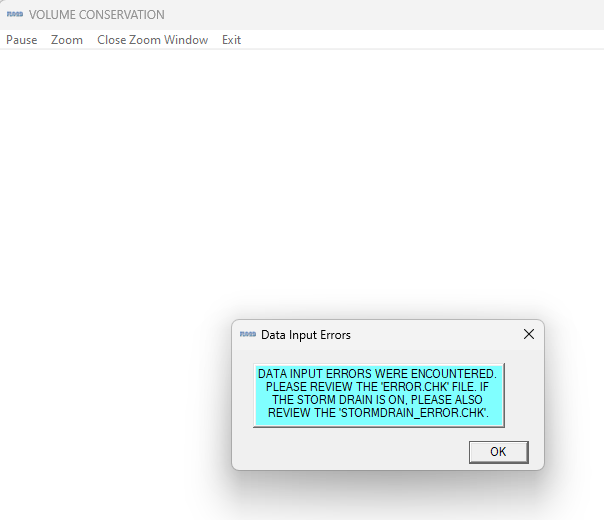 VOLUME CONSERVATION
Pause Zoom Close Zoom Window Exit
Data Input Errors
DATA INPUT ERRORS WERE ENCOUNTERED.
PLEASE REVIEW THE 'ERROR.CHK' FILE. IF
THE STORM DRAIN IS ON, PLEASE ALSO
REVIEW THE 'STORMDRAIN_ERROR.CHK'.
OK